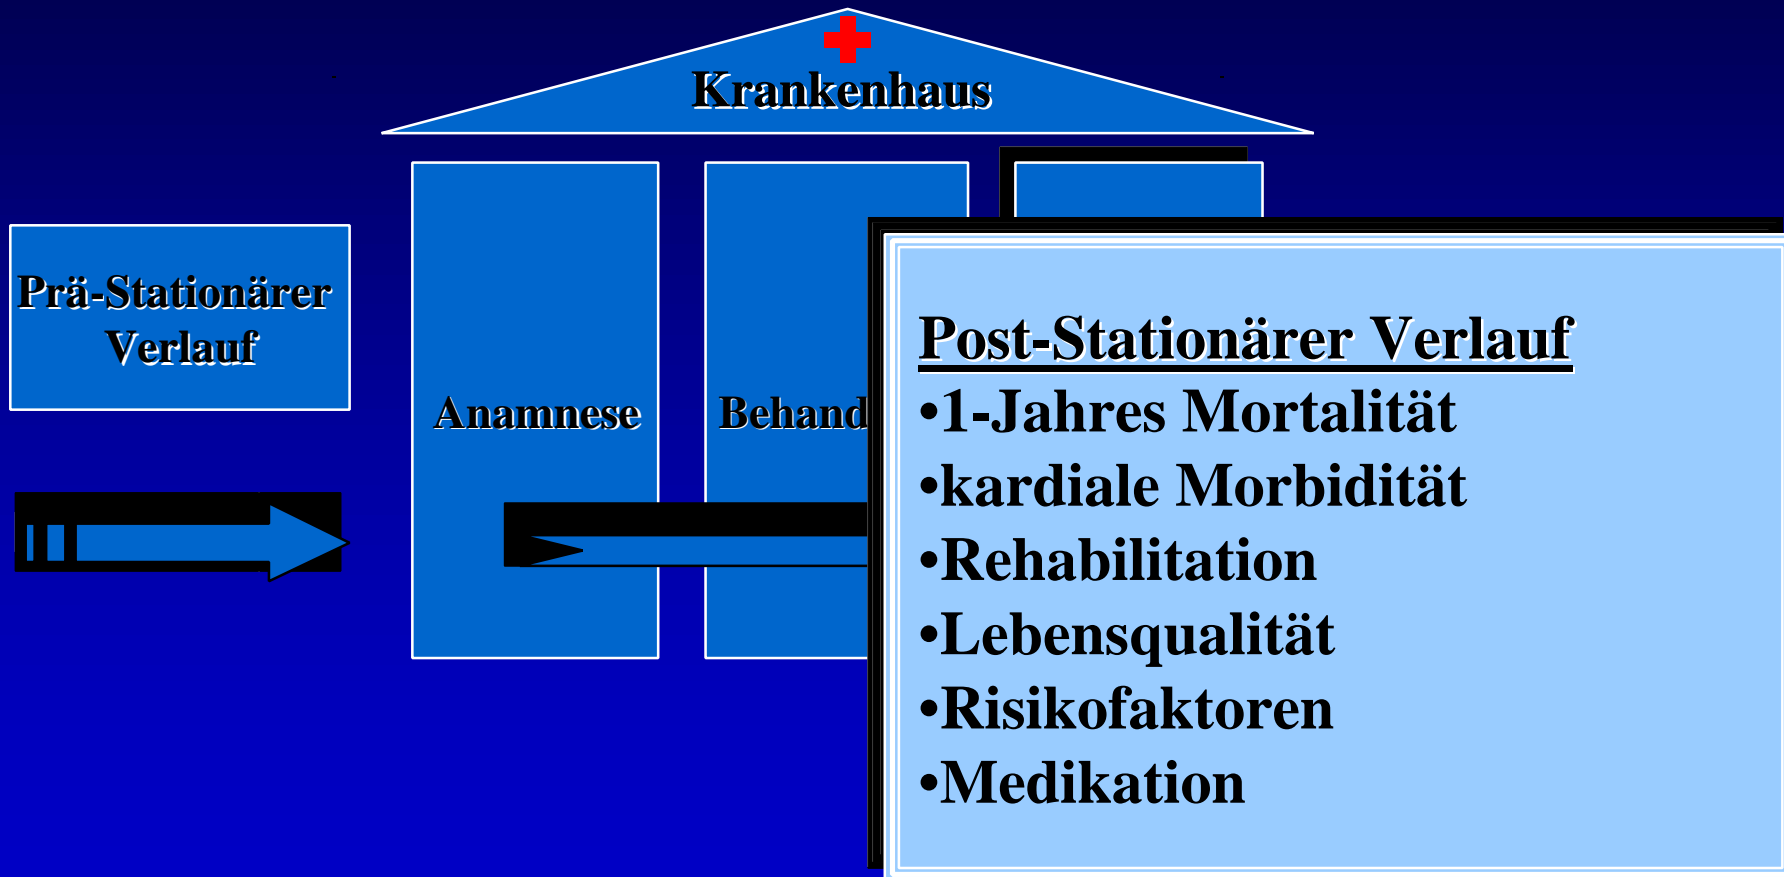 Krankenhaus
Prä-Stationärer
Verlauf
Anamnese
Behand
Post-Stationärer Verlauf
•1-Jahres Mortalität
•kardiale Morbidität
•Rehabilitation
•Lebensqualität
•Risikofaktoren
•Medikation